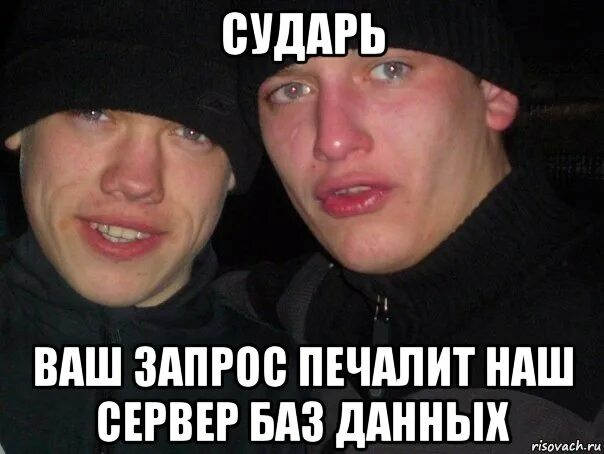 СУДАРЬ
ВАШ ЗАПРОС ПЕЧАЛИТ НАШ
СЕРВЕР БАЗ ДАННЫХ
risovach.ru